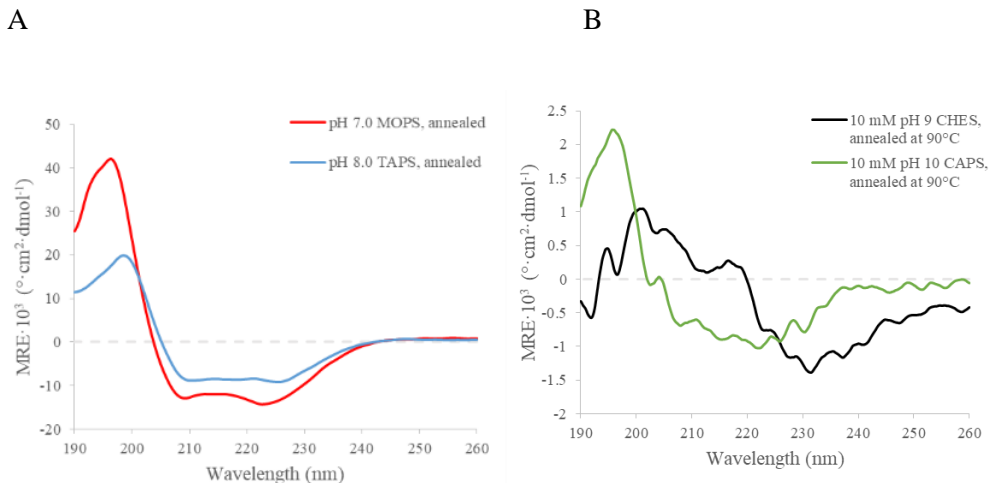 A
B
pH 7.0 MOPS, annealed
pH 8.0 TAPS, annealed
MRE·10³ (°·cm²·dmol⁻¹)
50
40
30
20
10
0
-10
-20
190 200 210 220 230 240 250 260
Wavelength (nm)
10 mM pH 9 CHES,
annealed at 90°C
10 mM pH 10 CAPS,
annealed at 90°C
MRE·10³ (°·cm²·dmol⁻¹)
2.5
2
1.5
1
0.5
0
-0.5
-1
-1.5
-2
190 200 210 220 230 240 250 260
Wavelength (nm)